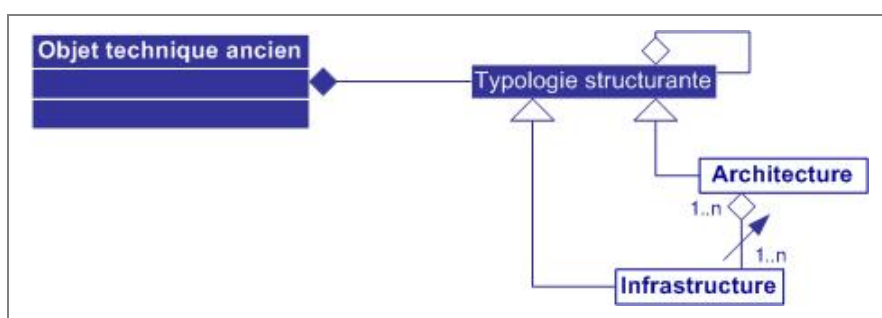 Objet technique ancien
Typologie structurante
Architecture
1..n
1..n
Infrastructure